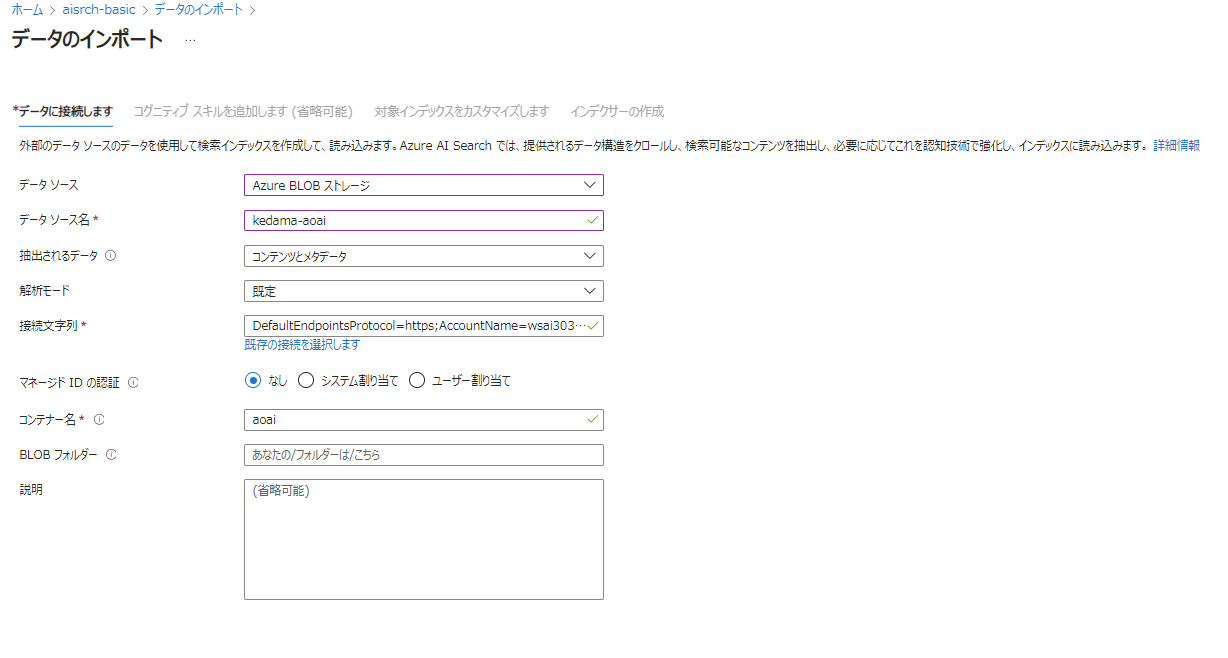 ホーム > aisrch-basic > データのインポート >
データのインポート …
*データに接続します コグニティブ スキルを追加します (省略可能) 対象インデックスをカスタマイズします インデクサーの作成
外部のデータ ソースのデータを使用して検索インデックスを作成して、読み込みます。Azure AI Search では、提供されるデータ構造をクロールし、検索可能なコンテンツを抽出し、必要に応じてこれを認知技術で強化し、インデックスに読み込みます。 詳細情報
データ ソース Azure BLOB ストレージ
データ ソース名 * kedama-aoai
抽出されるデータ コンテンツとメタデータ
解析モード 既定
接続文字列 * DefaultEndpointsProtocol=https;AccountName=wsai303…
既存の接続を選択します
マネージド ID の認証 なし システム割り当て ユーザー割り当て
コンテナー名 * aoai
BLOB フォルダー あなたの/フォルダーは/こちら
説明 (省略可能)